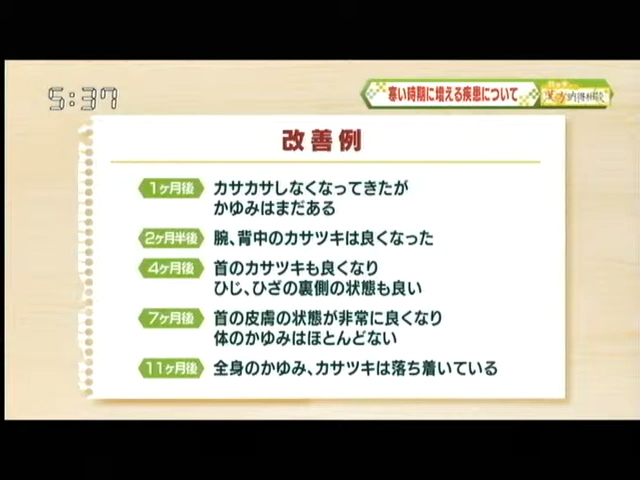 5:37
寒い時期に増える疾患について
漢方納得相談
改善例
1ヶ月後 カサカサしなくなってきたが
かゆみはまだある
2ヶ月半後 腕、背中のカサツキは良くなった
4ヶ月後 首のカサツキも良くなり
ひじ、ひざの裏側の状態も良い
7ヶ月後 首の皮膚の状態が非常に良くなり
体のかゆみはほとんどない
11ヶ月後 全身のかゆみ、カサツキは落ち着いている